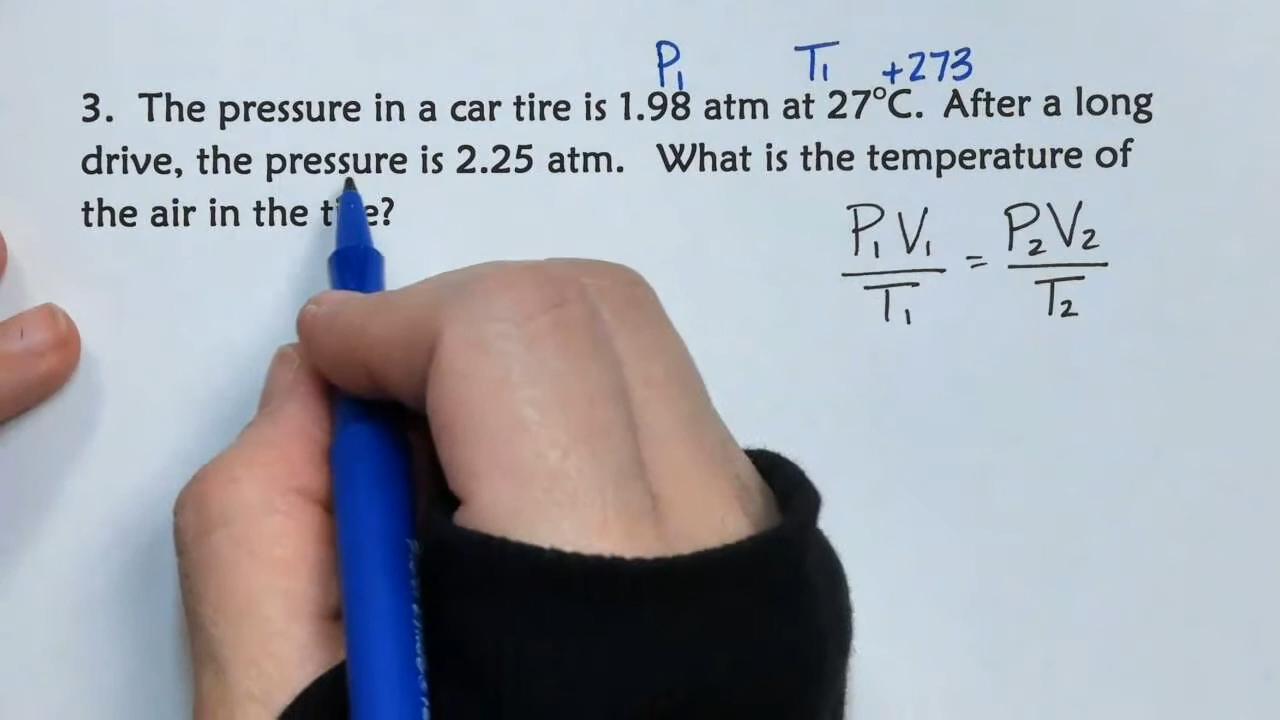 P₁ T₁ +273
3. The pressure in a car tire is 1.98 atm at 27°C. After a long
drive, the pressure is 2.25 atm. What is the temperature of
the air in the
P₁V₁ = P₂V₂
T₁ T₂